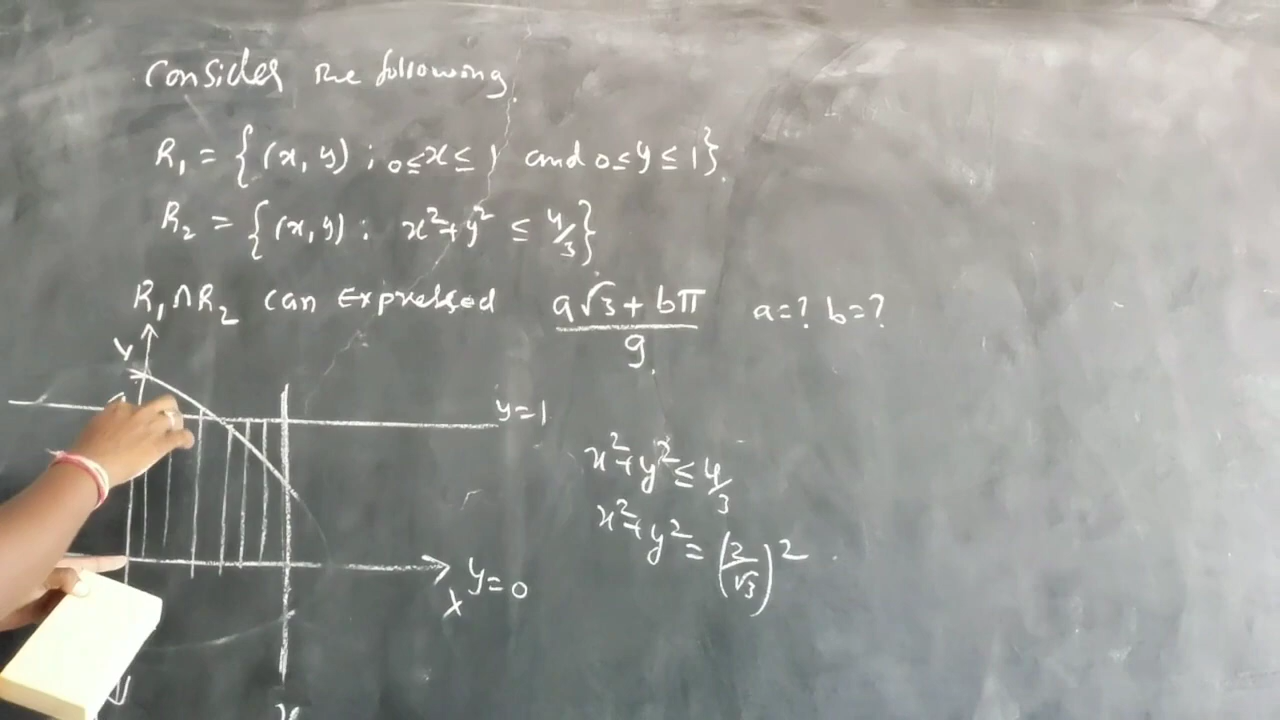 Consider the following.
R₁ = {(x, y) ; 0≤x≤ 1 and 0≤y≤ 1}.
R₂ = {(x, y) : x²+y² ≤ 4/3}.
R₁∩R₂ can Expressed a√3 + bπ / 9. a=? b=?
y
y=1
x²+y² ≤ 4/3
x²+y² = (2/√3)²
x y=0